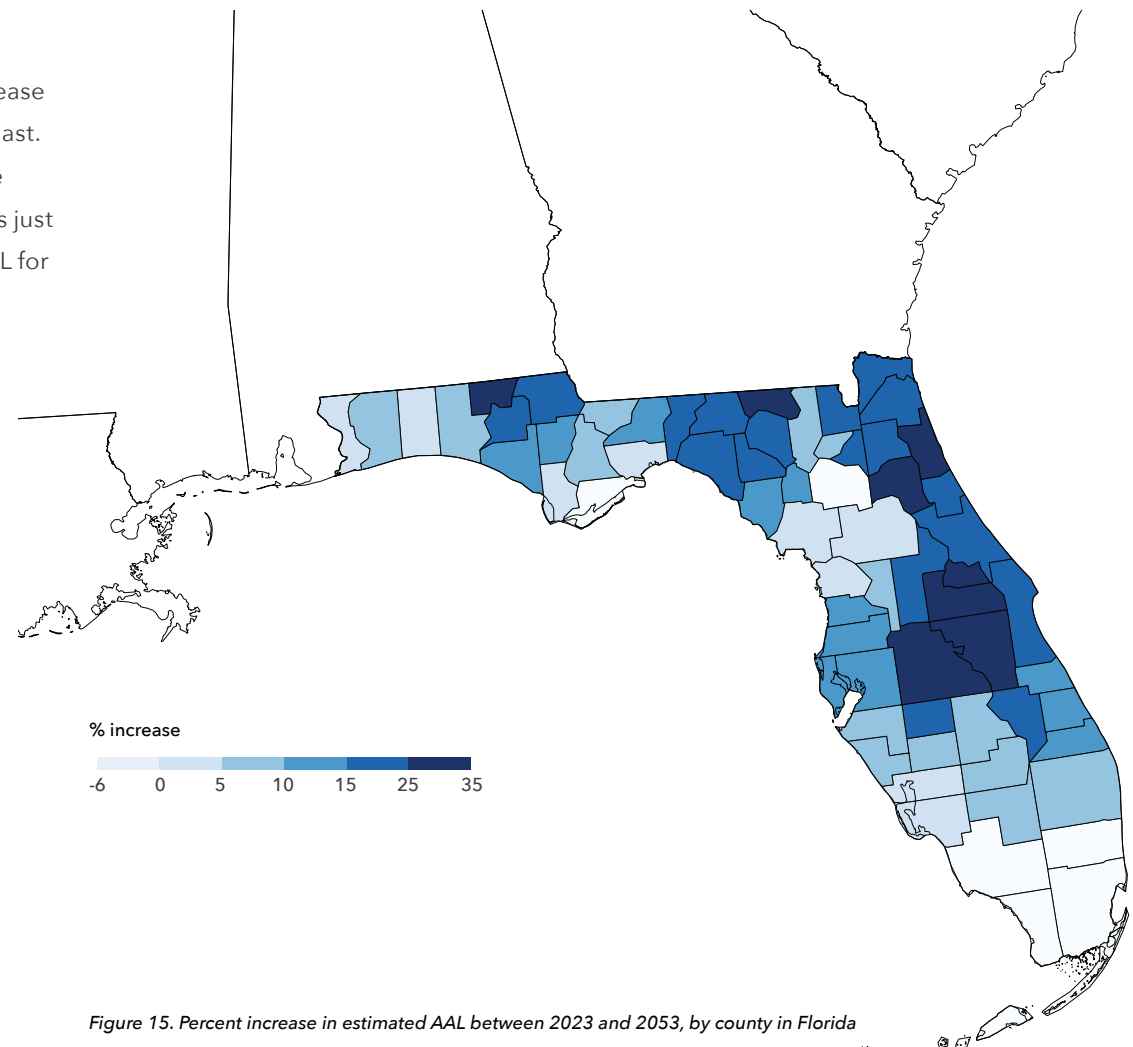 ease
ast.
e
s just
L for
% increase
-6 0 5 10 15 25 35
Figure 15. Percent increase in estimated AAL between 2023 and 2053, by county in Florida